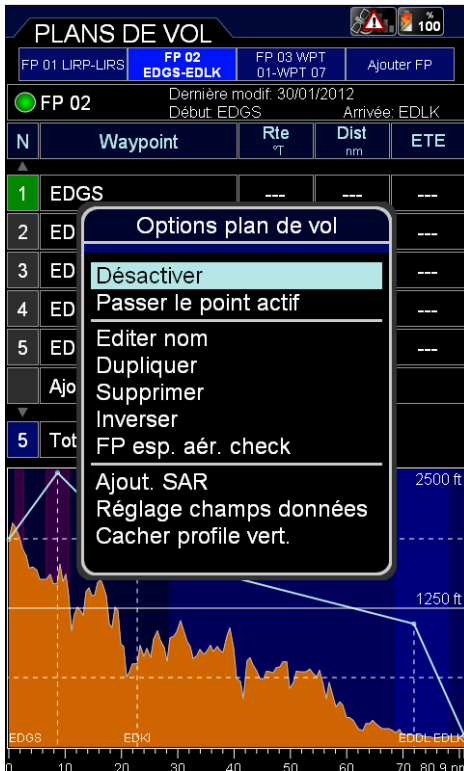 PLANS DE VOL
%
100
FP 01 LIRP-LIRS
FP 02
EDGS-EDLK
FP 03 WPT
01-WPT 07
Ajouter FP
FP 02
Dernière modif: 30/01/2012
Début: EDGS
Arrivée: EDLK
N
Waypoint
Rte
°T
Dist
nm
ETE
1 EDGS --- --- ---
2 ED ---
3 ED ---
4 ED ---
5 ED ---
Ajo
5 Tot
Options plan de vol
Désactiver
Passer le point actif
Editer nom
Dupliquer
Supprimer
Inverser
FP esp. aér. check
Ajout. SAR
Réglage champs données
Cacher profile vert.
2500 ft
1250 ft
EDGS EDKI EDDL EDLK
0 10 20 30 40 50 60 70 80.9 nm